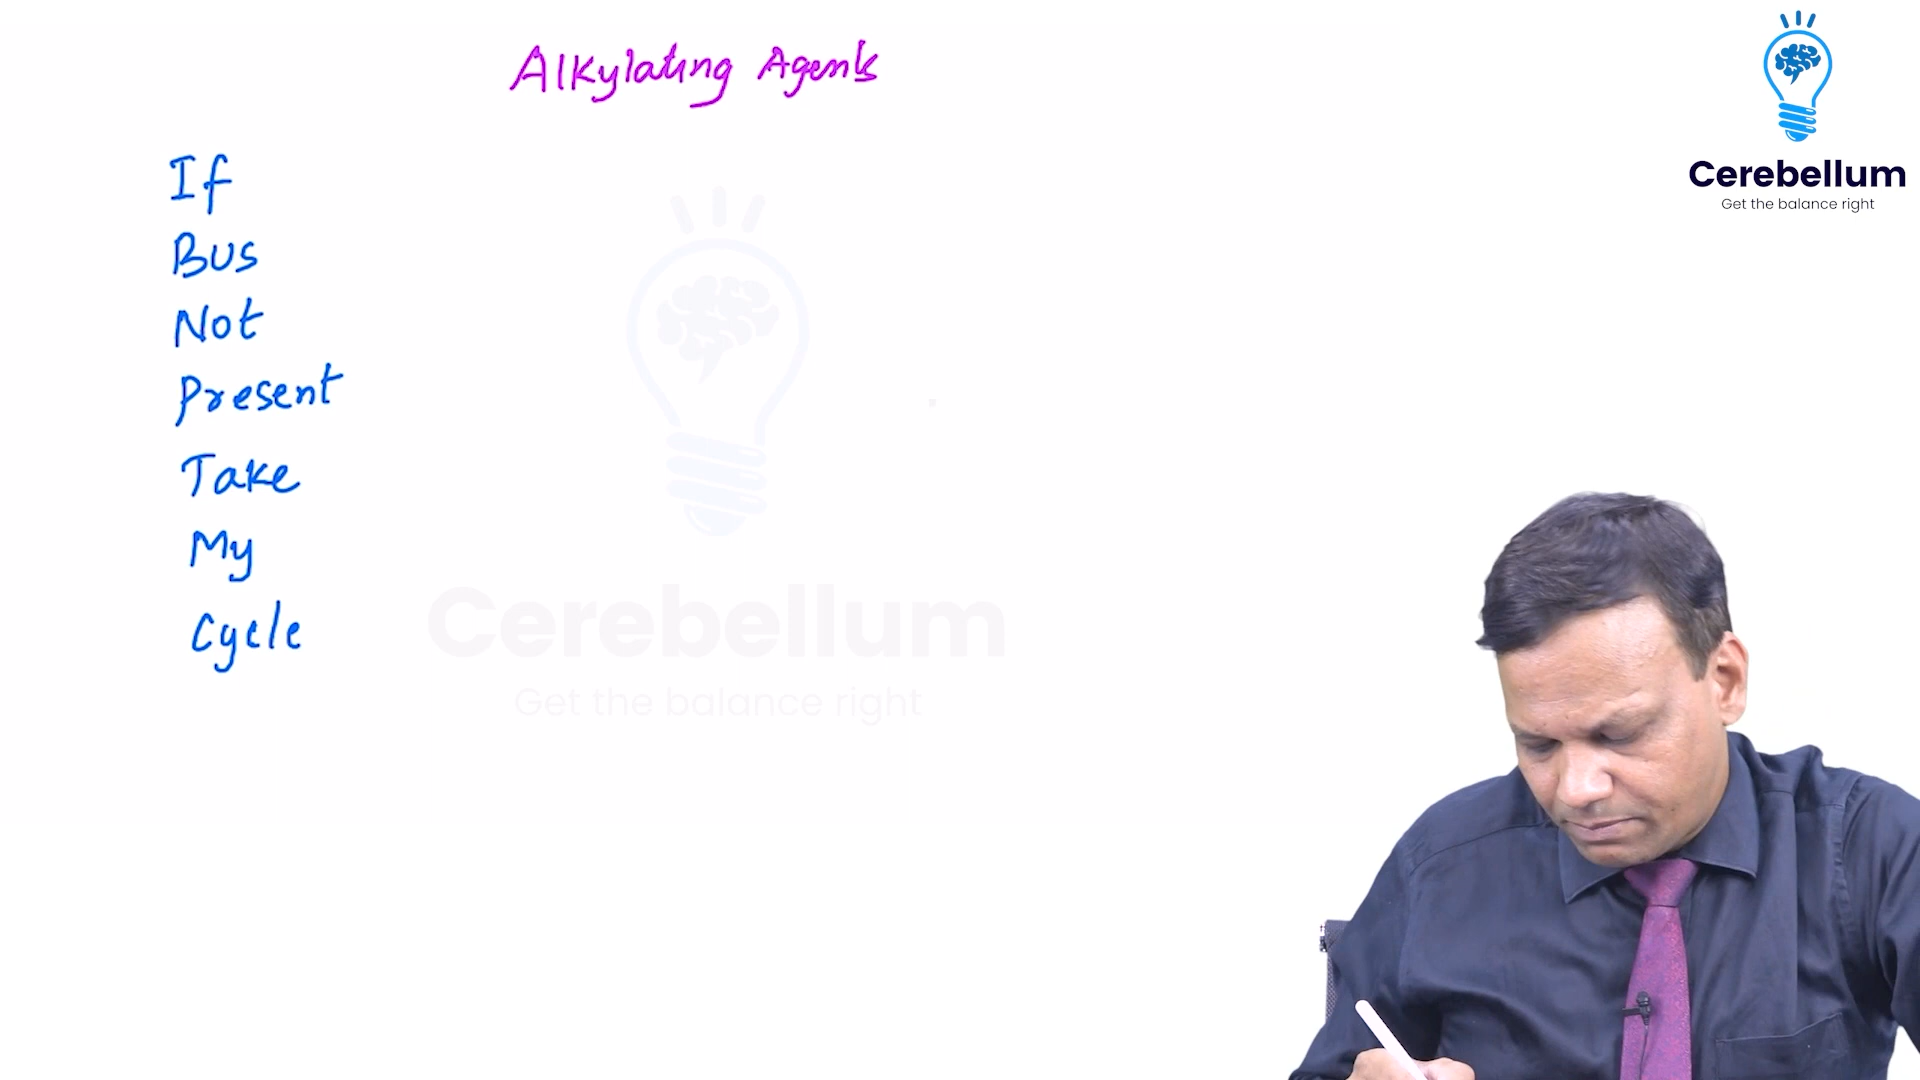 Alkylating Agents
If
Bus
Not
Present
Take
My
Cycle
Cerebellum
Get the balance right
Cerebellum
Get the balance right